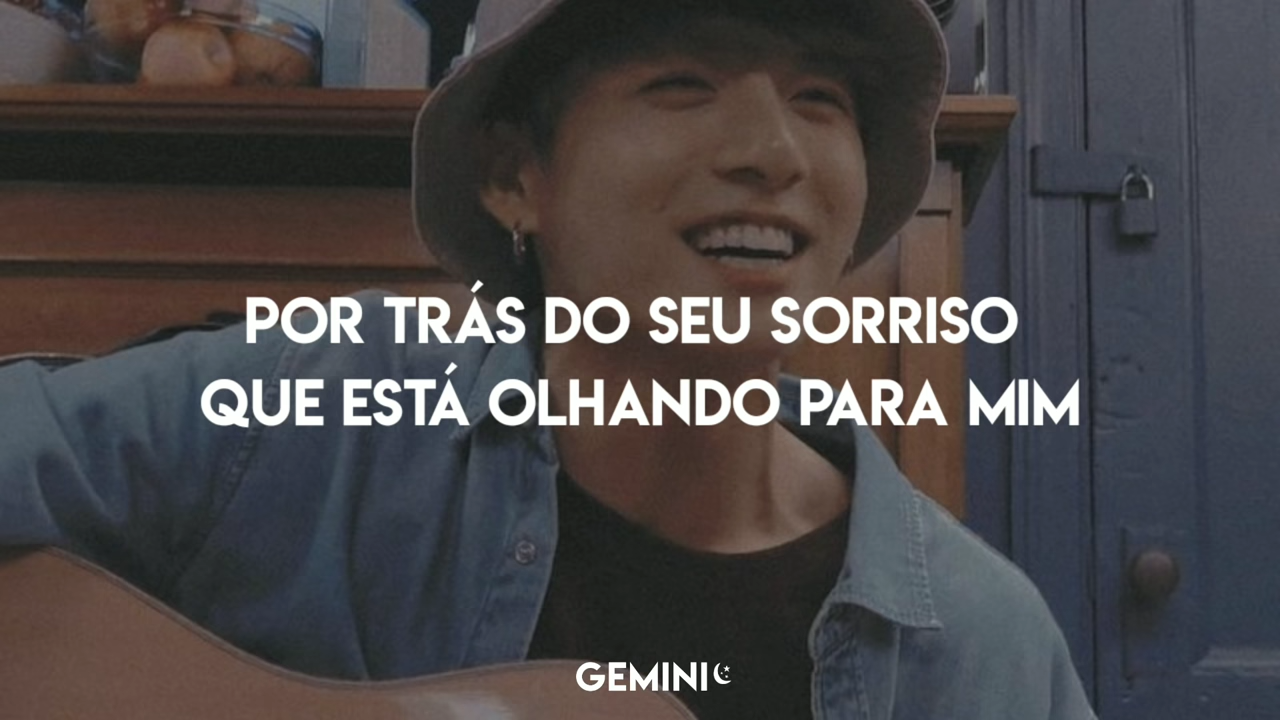 POR TRÁS DO SEU SORRISO
QUE ESTÁ OLHANDO PARA MIM
GEMINI